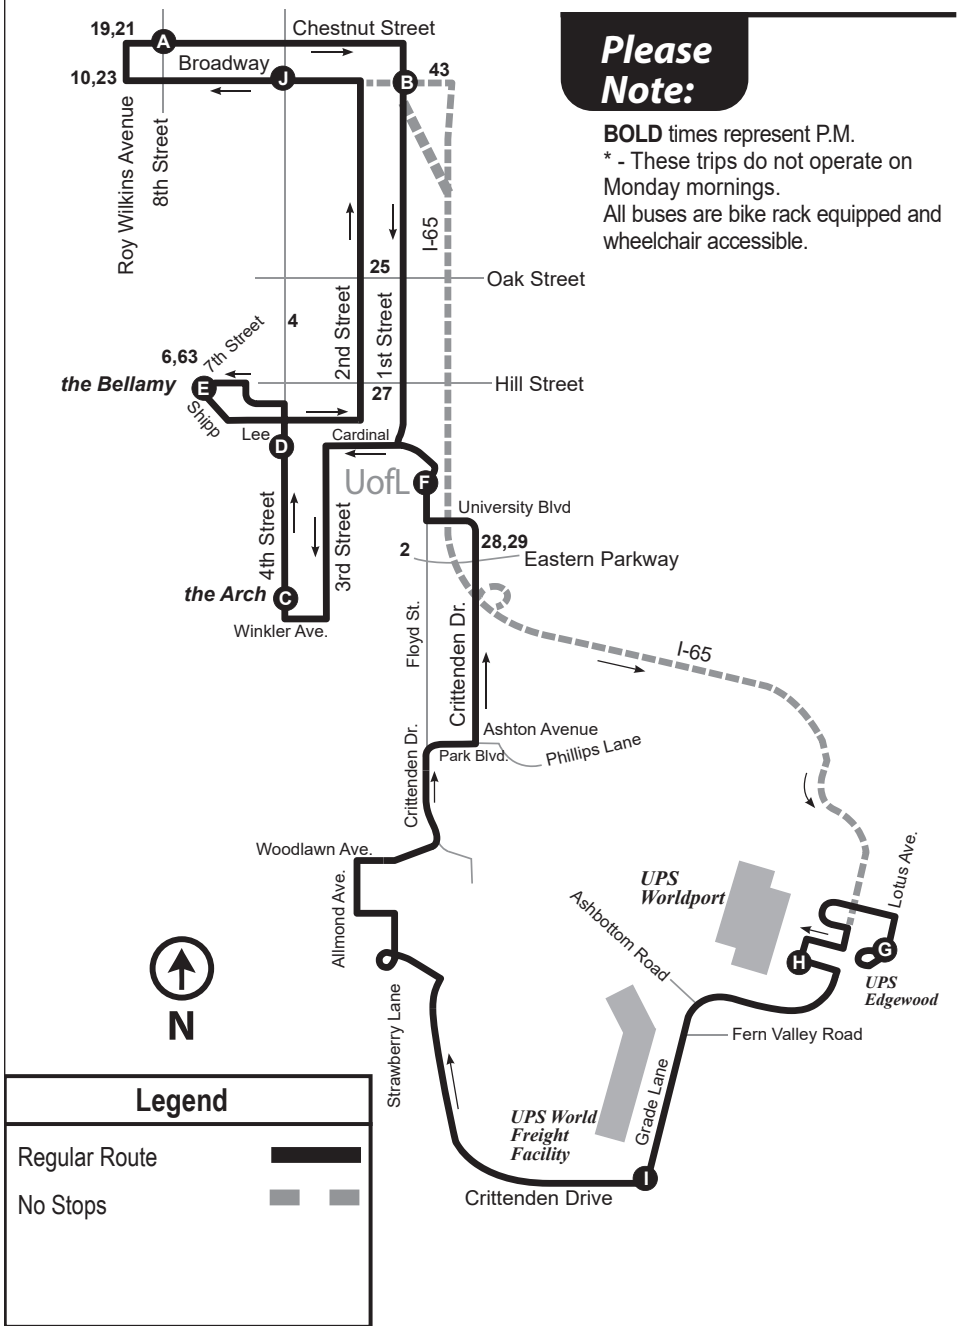 19,21
A
Chestnut Street
Broadway
J
10,23
B
43
Roy Wilkins Avenue
8th Street
I-65
25
Oak Street
2nd Street
1st Street
4
7th Street
6,63
the Bellamy
E
Shipp
27
Hill Street
Lee
D
Cardinal
UofL
F
University Blvd
4th Street
3rd Street
2
28,29
Eastern Parkway
the Arch
C
Winkler Ave.
Floyd St.
Crittenden Dr.
I-65
Ashton Avenue
Park Blvd.
Phillips Lane
Crittenden Dr.
Woodlawn Ave.
Allmond Ave.
UPS
Worldport
Lotus Ave.
Ashbottom Road
H
G
UPS
Edgewood
N
Strawberry Lane
Fern Valley Road
Grade Lane
UPS World
Freight
Facility
I
Crittenden Drive
Please
Note:
BOLD times represent P.M.
* - These trips do not operate on
Monday mornings.
All buses are bike rack equipped and
wheelchair accessible.
Legend
Regular Route
No Stops